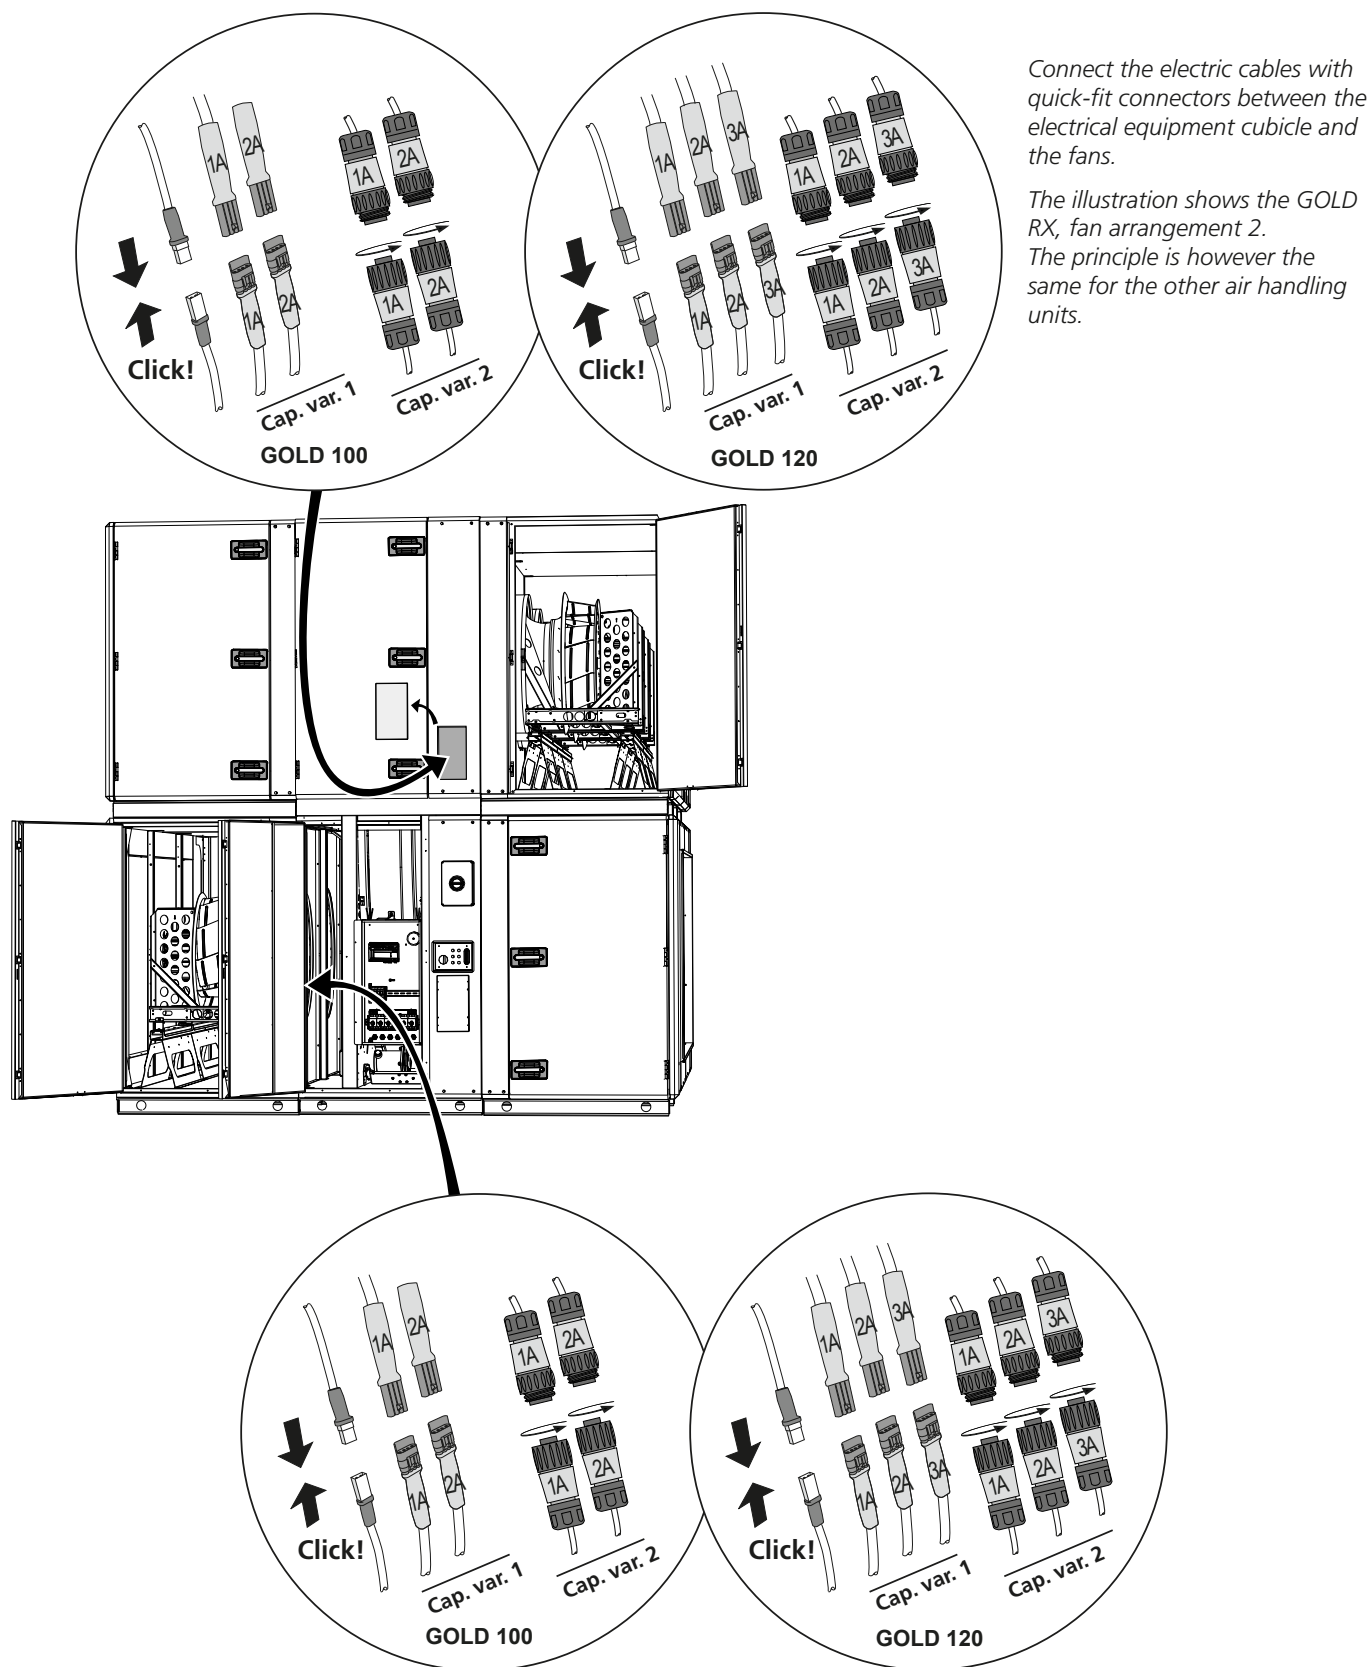 Connect the electric cables with
quick-fit connectors between the
electrical equipment cubicle and
the fans.
The illustration shows the GOLD
RX, fan arrangement 2.
The principle is however the
same for the other air handling
units.
1A
2A
1A
2A
1A
2A
1A
2A
Click!
Cap. var. 1
Cap. var. 2
GOLD 100
1A
2A
3A
1A
2A
3A
1A
2A
3A
1A
2A
3A
Click!
Cap. var. 1
Cap. var. 2
GOLD 120
1A
2A
1A
2A
1A
2A
1A
2A
Click!
Cap. var. 1
Cap. var. 2
GOLD 100
1A
2A
3A
1A
2A
3A
1A
2A
3A
1A
2A
3A
Click!
Cap. var. 1
Cap. var. 2
GOLD 120